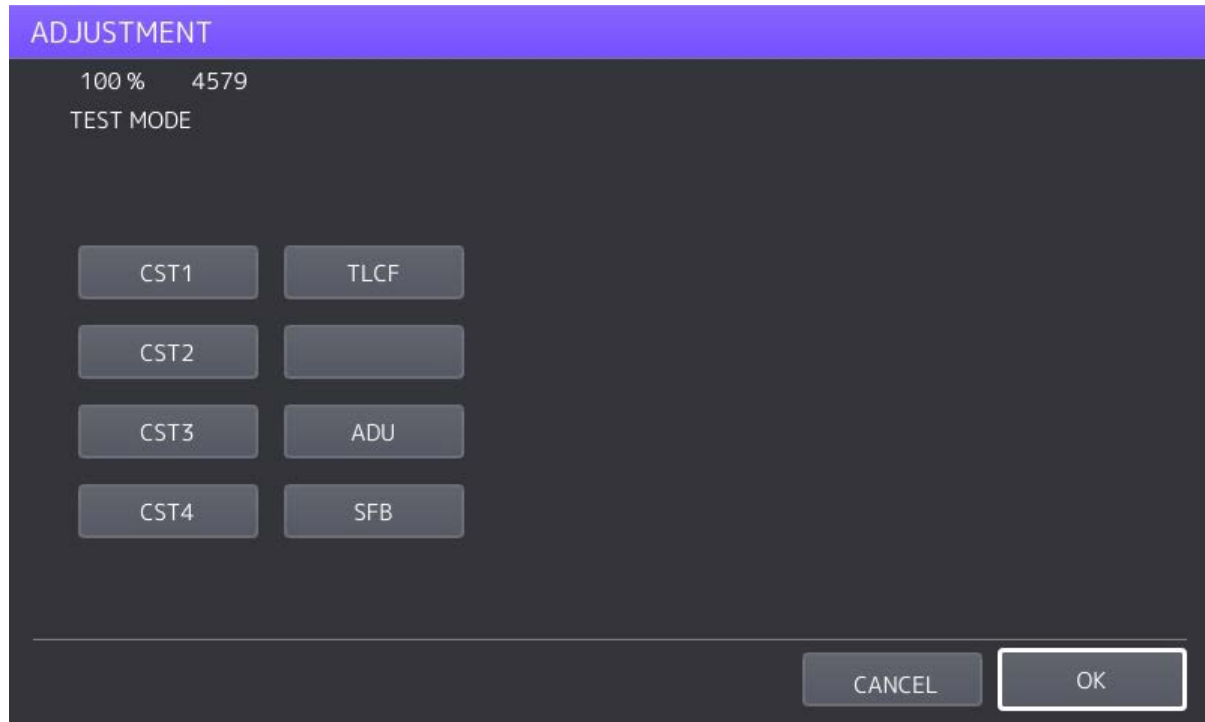 ADJUSTMENT
100 % 4579
TEST MODE
CST1 TLCF
CST2
CST3 ADU
CST4 SFB
CANCEL OK